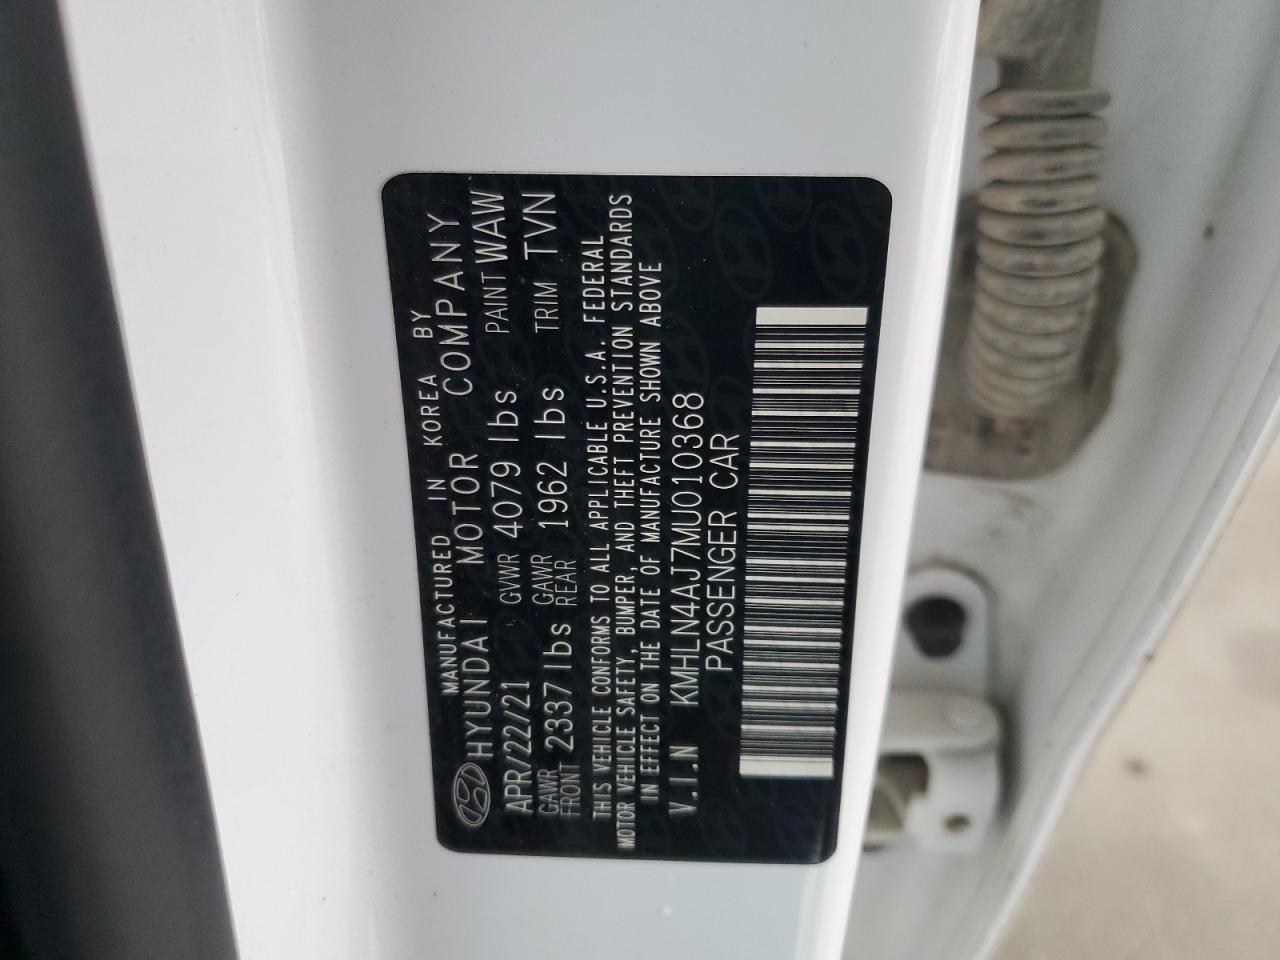 MANUFACTURED IN KOREA BY
HYUNDAI MOTOR COMPANY
APR/22/21 GVWR 4079 lbs PAINT WAW
GAWR FRONT 2337 lbs GAWR REAR 1962 lbs TRIM TVN
THIS VEHICLE CONFORMS TO ALL APPLICABLE U.S.A. FEDERAL
MOTOR VEHICLE SAFETY, BUMPER, AND THEFT PREVENTION STANDARDS
IN EFFECT ON THE DATE OF MANUFACTURE SHOWN ABOVE
V.I.N KMHLN4AJ7MU010368
PASSENGER CAR